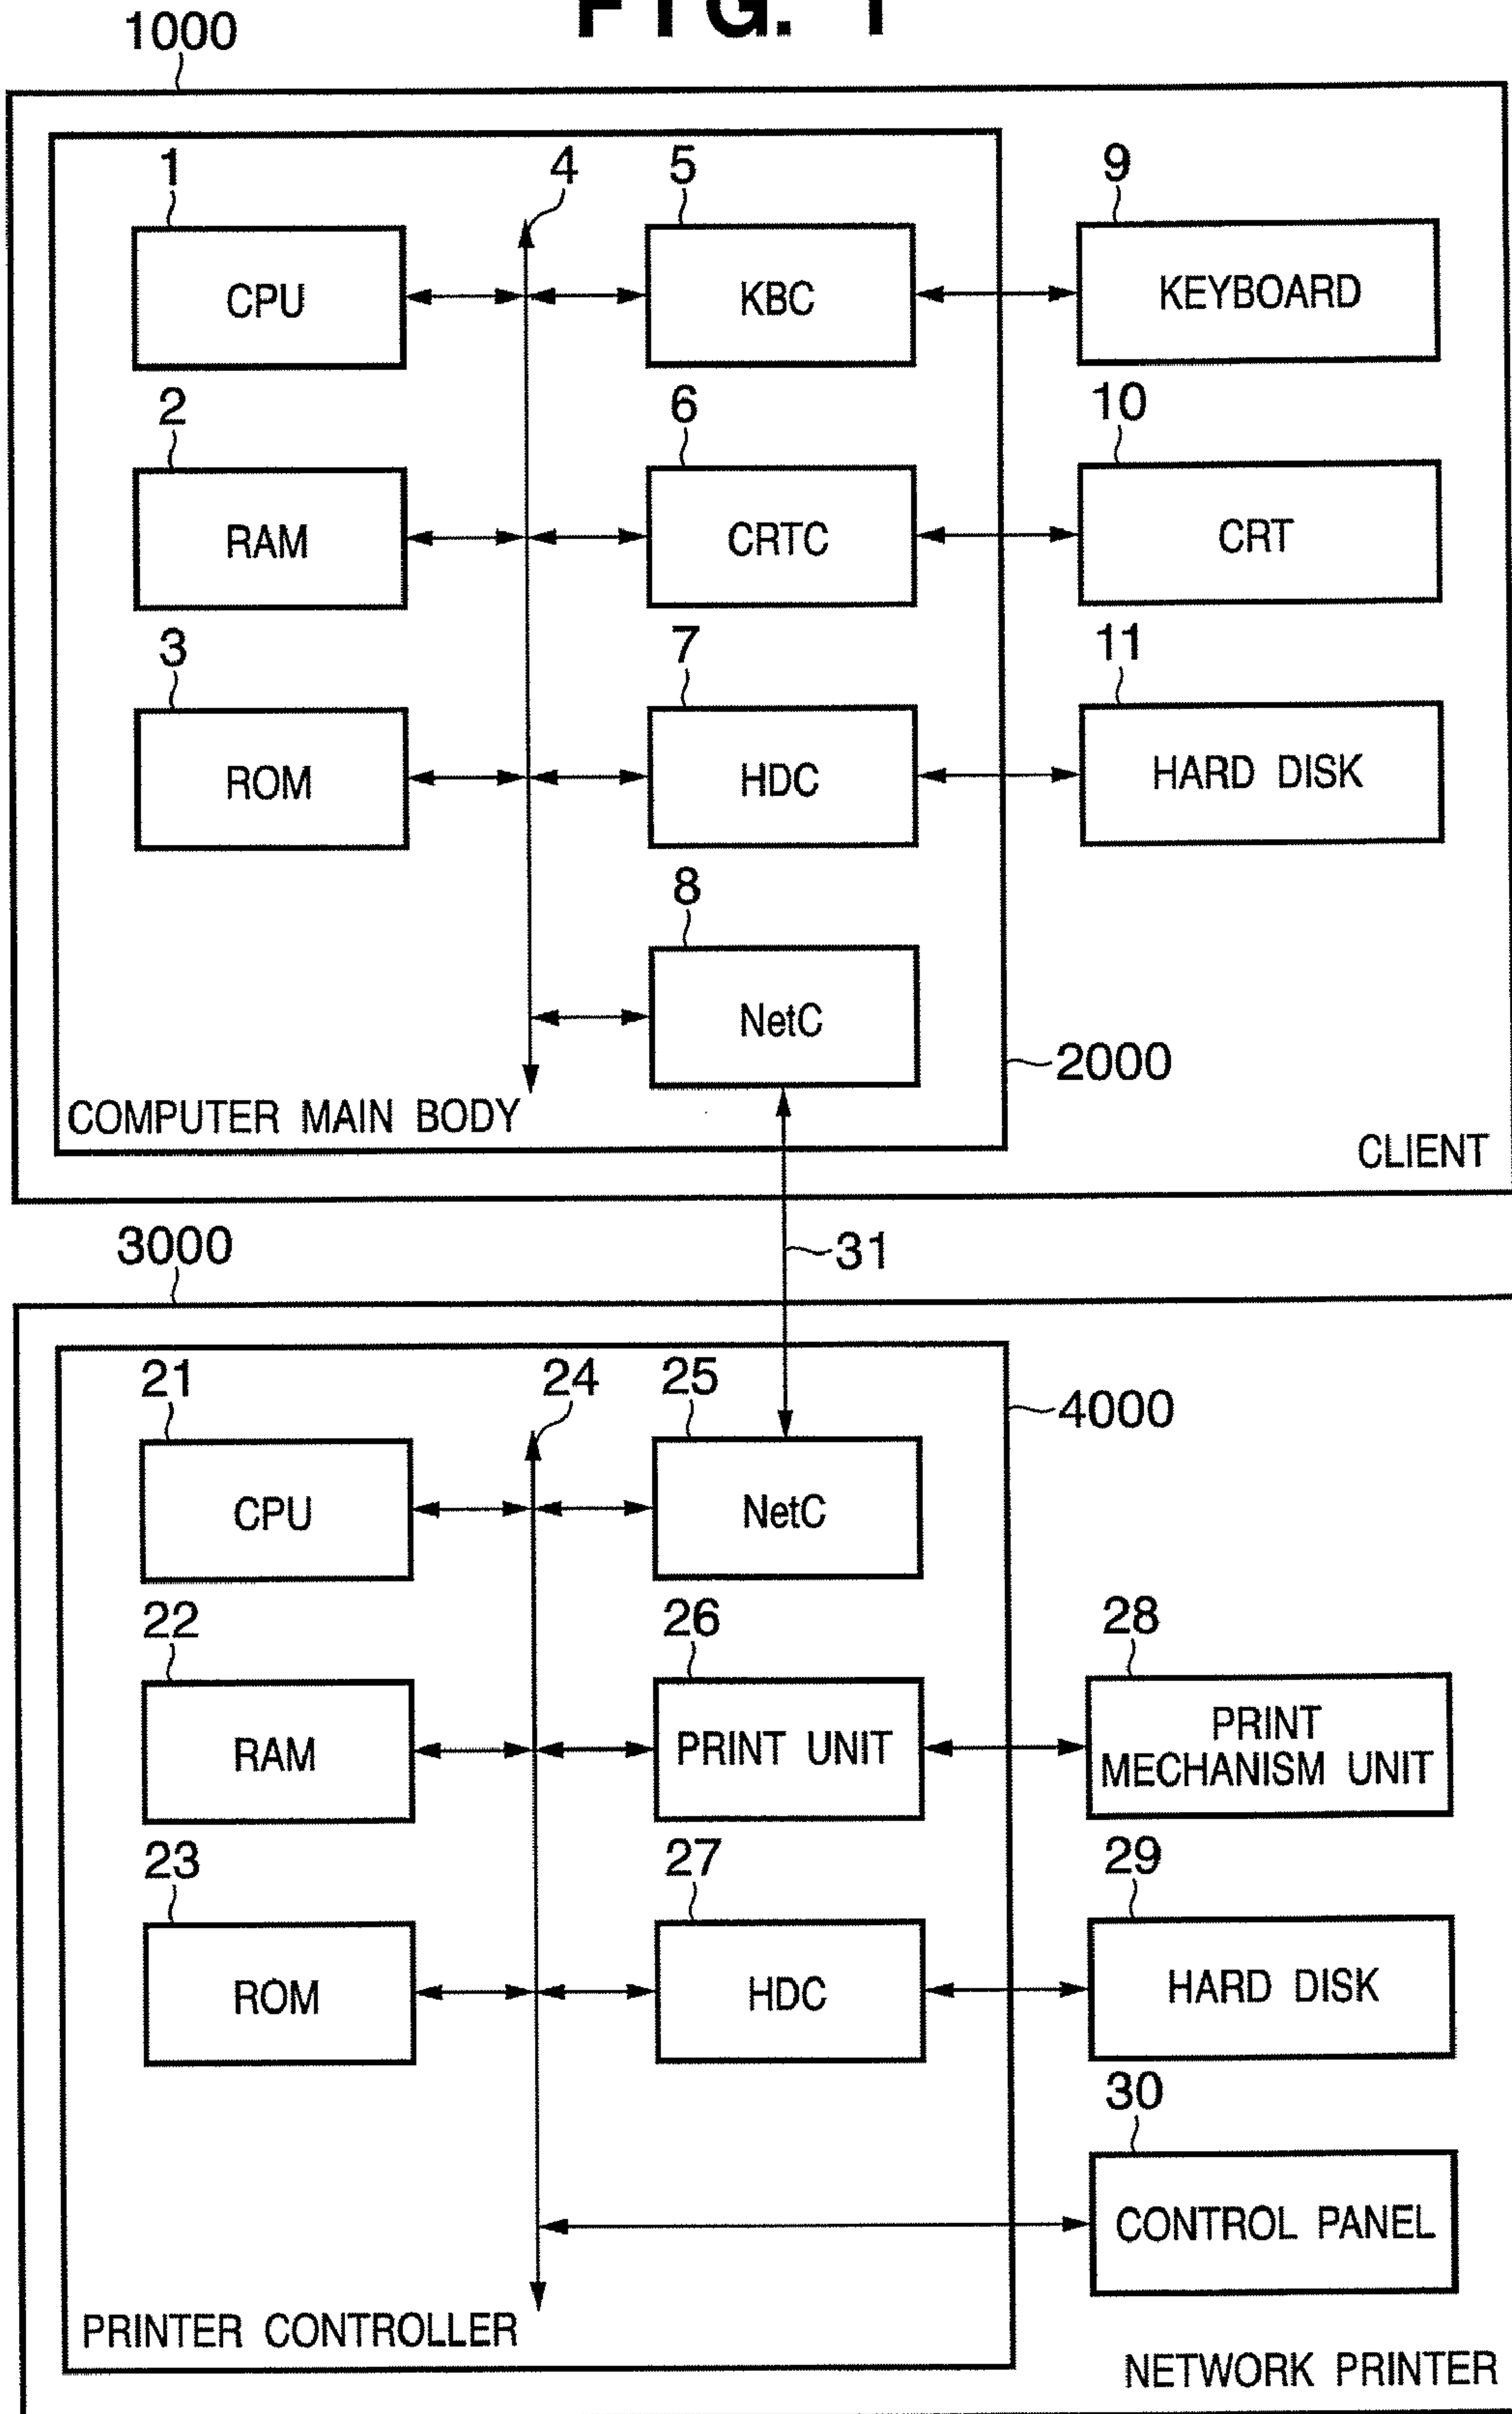 FIG. 1
1000
1
4
5
9
CPU
KBC
KEYBOARD
2
6
10
RAM
CRTC
CRT
3
7
11
ROM
HDC
HARD DISK
8
NetC
2000
COMPUTER MAIN BODY
CLIENT
31
3000
21
24
25
4000
CPU
NetC
22
26
28
RAM
PRINT UNIT
PRINT
MECHANISM UNIT
23
27
29
ROM
HDC
HARD DISK
30
CONTROL PANEL
PRINTER CONTROLLER
NETWORK PRINTER